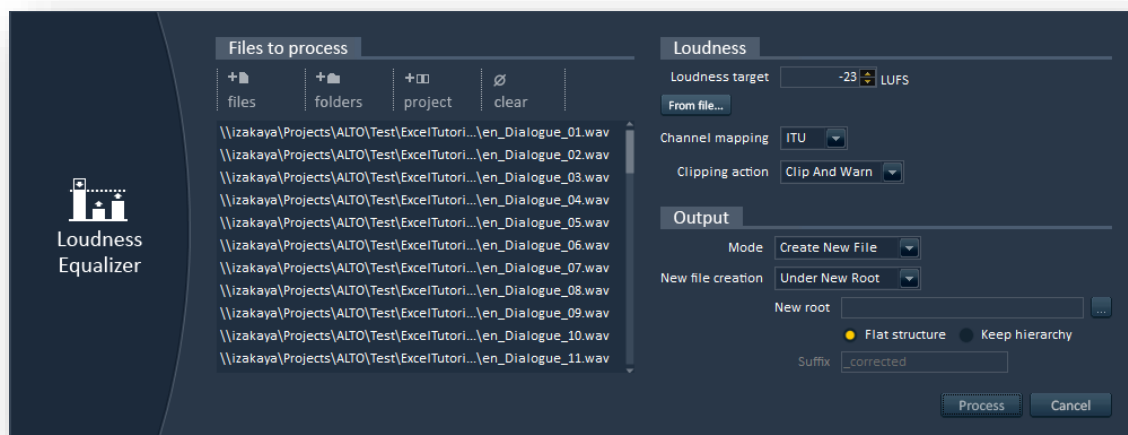 Loudness
Equalizer
Files to process
files
folders
project
clear
\\izakaya\Projects\ALTO\Test\ExcelTutori...\en_Dialogue_01.wav
\\izakaya\Projects\ALTO\Test\ExcelTutori...\en_Dialogue_02.wav
\\izakaya\Projects\ALTO\Test\ExcelTutori...\en_Dialogue_03.wav
\\izakaya\Projects\ALTO\Test\ExcelTutori...\en_Dialogue_04.wav
\\izakaya\Projects\ALTO\Test\ExcelTutori...\en_Dialogue_05.wav
\\izakaya\Projects\ALTO\Test\ExcelTutori...\en_Dialogue_06.wav
\\izakaya\Projects\ALTO\Test\ExcelTutori...\en_Dialogue_07.wav
\\izakaya\Projects\ALTO\Test\ExcelTutori...\en_Dialogue_08.wav
\\izakaya\Projects\ALTO\Test\ExcelTutori...\en_Dialogue_09.wav
\\izakaya\Projects\ALTO\Test\ExcelTutori...\en_Dialogue_10.wav
\\izakaya\Projects\ALTO\Test\ExcelTutori...\en_Dialogue_11.wav
Loudness
Loudness target -23 LUFS
From file...
Channel mapping ITU
Clipping action Clip And Warn
Output
Mode Create New File
New file creation Under New Root
New root ...
Flat structure Keep hierarchy
Suffix _corrected
Process Cancel